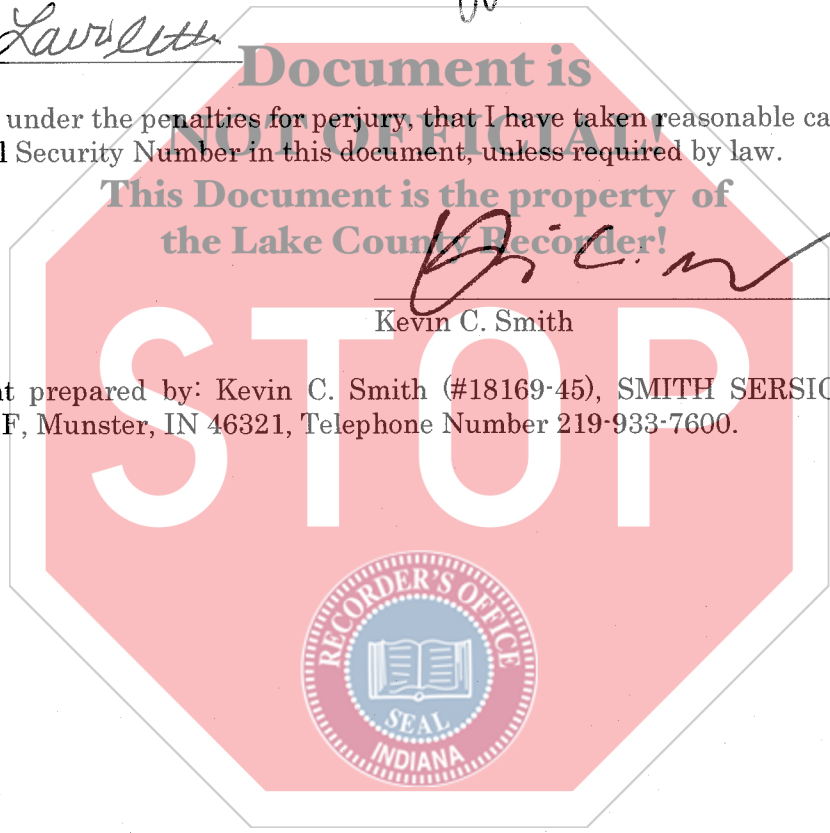 Document is
under the penalties for perjury, that I have taken reasonable ca
NOT OFFICIAL!
l Security Number in this document, unless required by law.
This Document is the property of
the Lake County Recorder!
STOP
Kevin C. Smith
t prepared by: Kevin C. Smith (#18169-45), SMITH SERSIC
F, Munster, IN 46321, Telephone Number 219-933-7600.
RECORDER'S OFFICE
SEAL
INDIANA